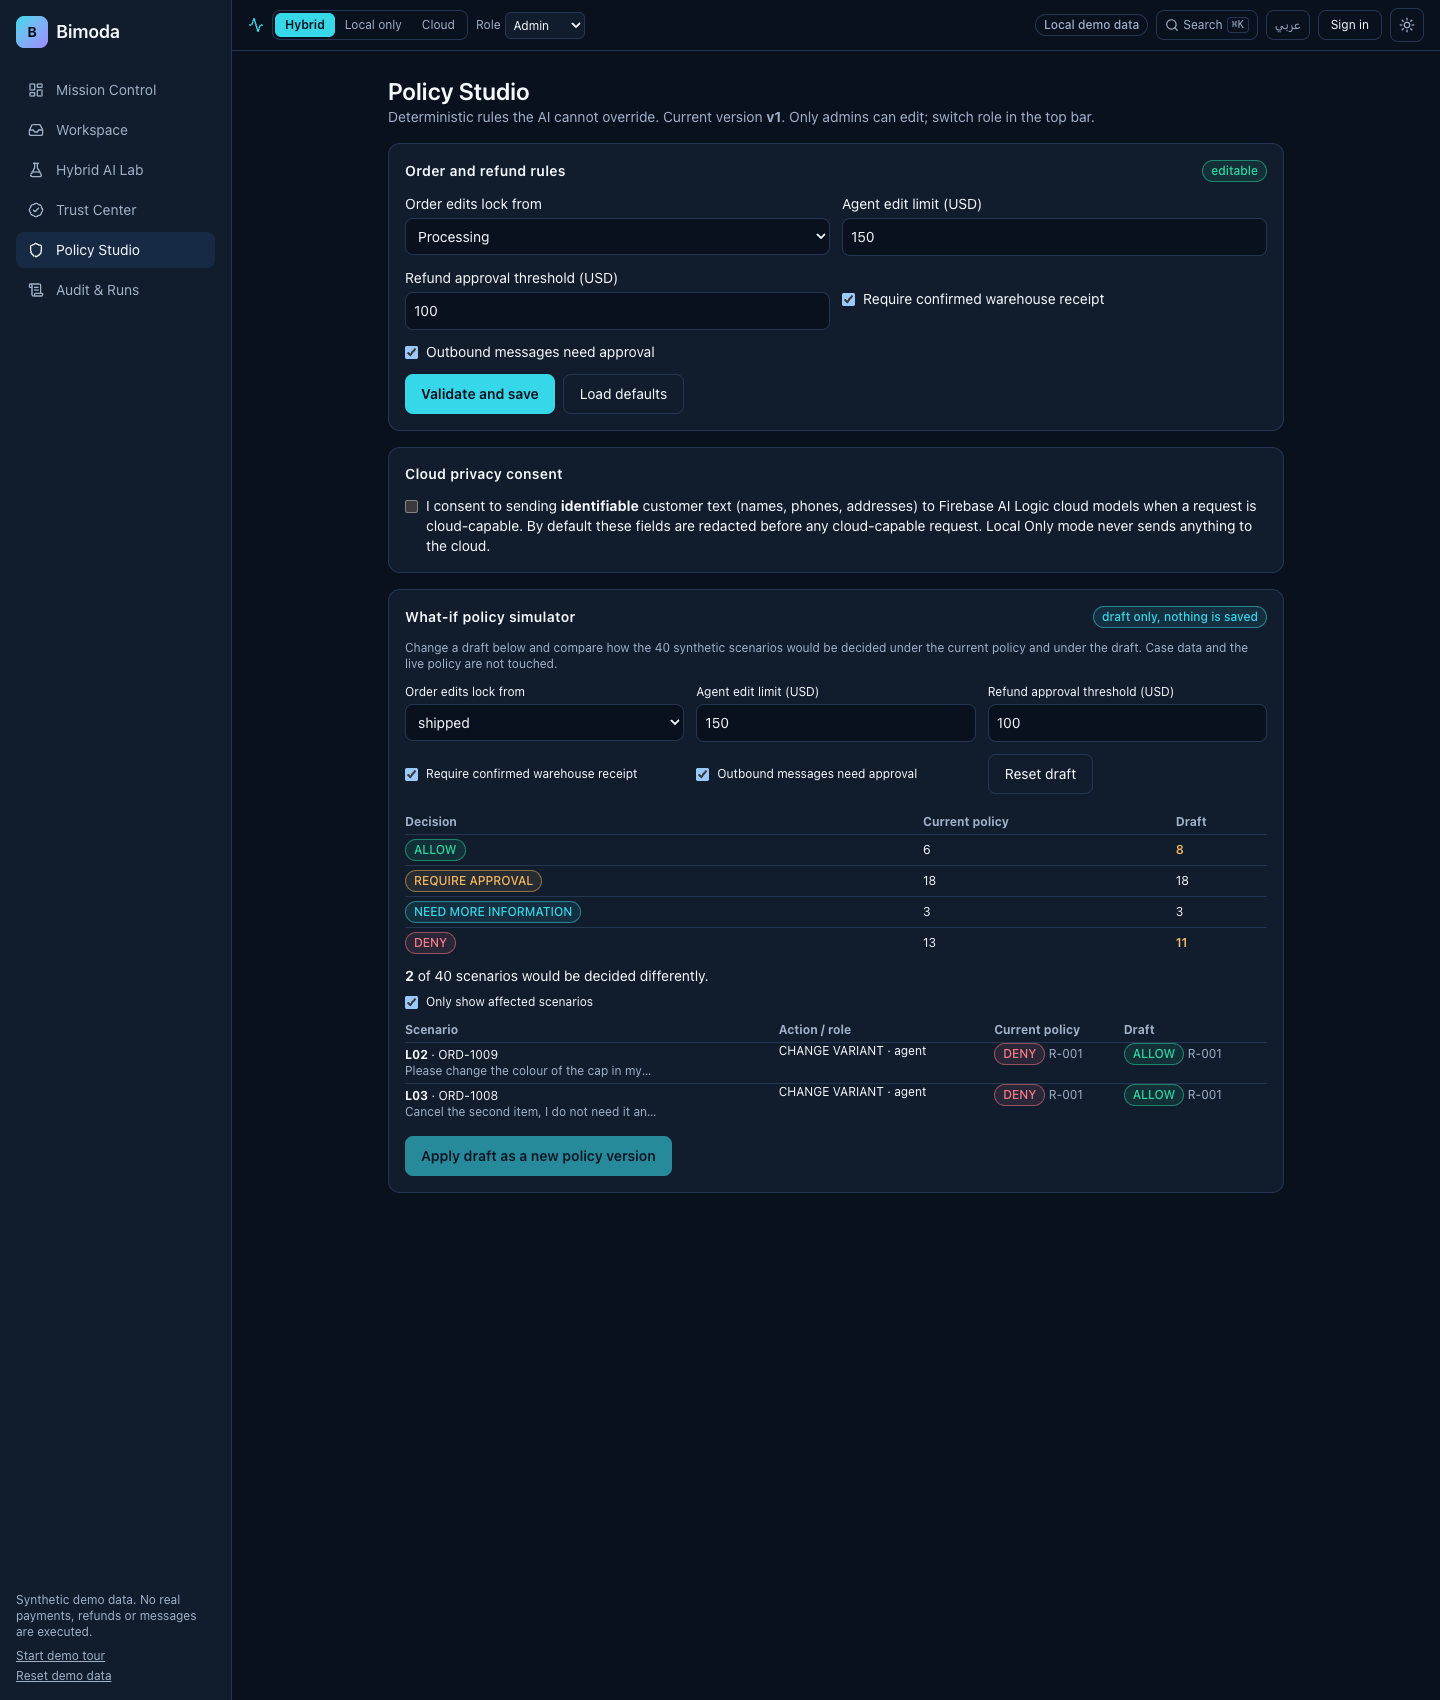 B Bimoda
Mission Control
Workspace
Hybrid AI Lab
Trust Center
Policy Studio
Audit & Runs
Hybrid Local only Cloud Role Admin Local demo data Search ⌘K عربي Sign in
Policy Studio
Deterministic rules the AI cannot override. Current version v1. Only admins can edit; switch role in the top bar.
Order and refund rules editable
Order edits lock from Agent edit limit (USD)
Processing 150
Refund approval threshold (USD)
100 Require confirmed warehouse receipt
Outbound messages need approval
Validate and save Load defaults
Cloud privacy consent
I consent to sending identifiable customer text (names, phones, addresses) to Firebase AI Logic cloud models when a request is
cloud-capable. By default these fields are redacted before any cloud-capable request. Local Only mode never sends anything to
the cloud.
What-if policy simulator draft only, nothing is saved
Change a draft below and compare how the 40 synthetic scenarios would be decided under the current policy and under the draft. Case data and the
live policy are not touched.
Order edits lock from Agent edit limit (USD) Refund approval threshold (USD)
shipped 150 100
Require confirmed warehouse receipt Outbound messages need approval Reset draft
Decision Current policy Draft
ALLOW 6 8
REQUIRE APPROVAL 18 18
NEED MORE INFORMATION 3 3
DENY 13 11
2 of 40 scenarios would be decided differently.
Only show affected scenarios
Scenario Action / role Current policy Draft
L02 · ORD-1009 CHANGE VARIANT · agent DENY R-001 ALLOW R-001
Please change the colour of the cap in my...
L03 · ORD-1008 CHANGE VARIANT · agent DENY R-001 ALLOW R-001
Cancel the second item, I do not need it an...
Apply draft as a new policy version
Synthetic demo data. No real
payments, refunds or messages
are executed.
Start demo tour
Reset demo data